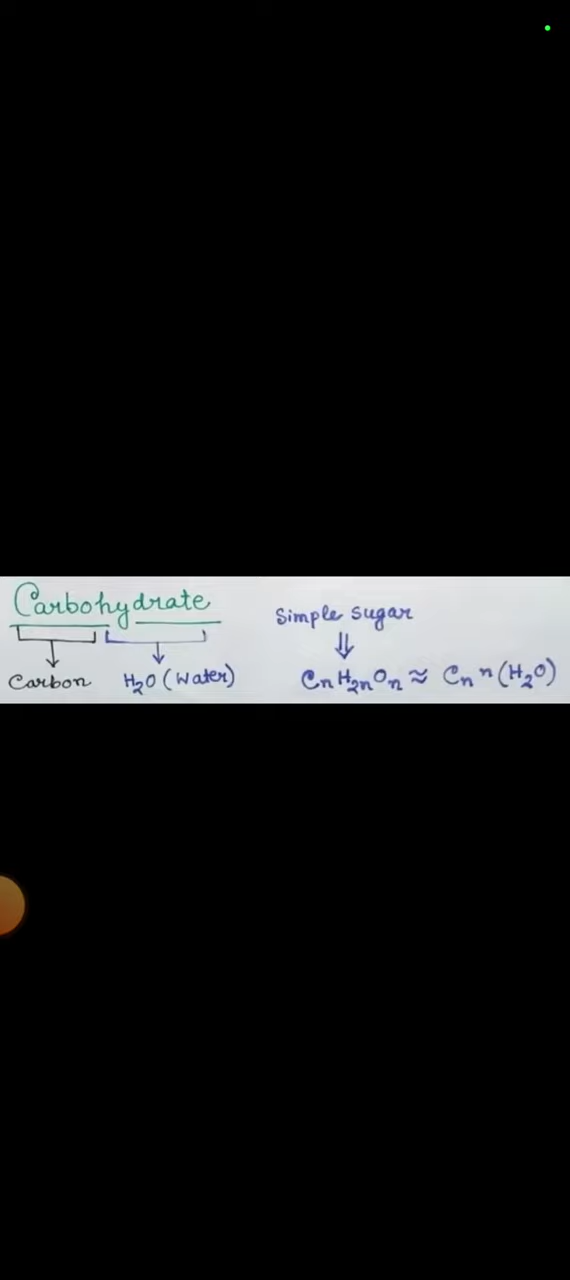 Carbohydrate
Carbon H₂O (Water)
Simple sugar
⇓
CnH₂nOn ≈ Cn n(H₂O)